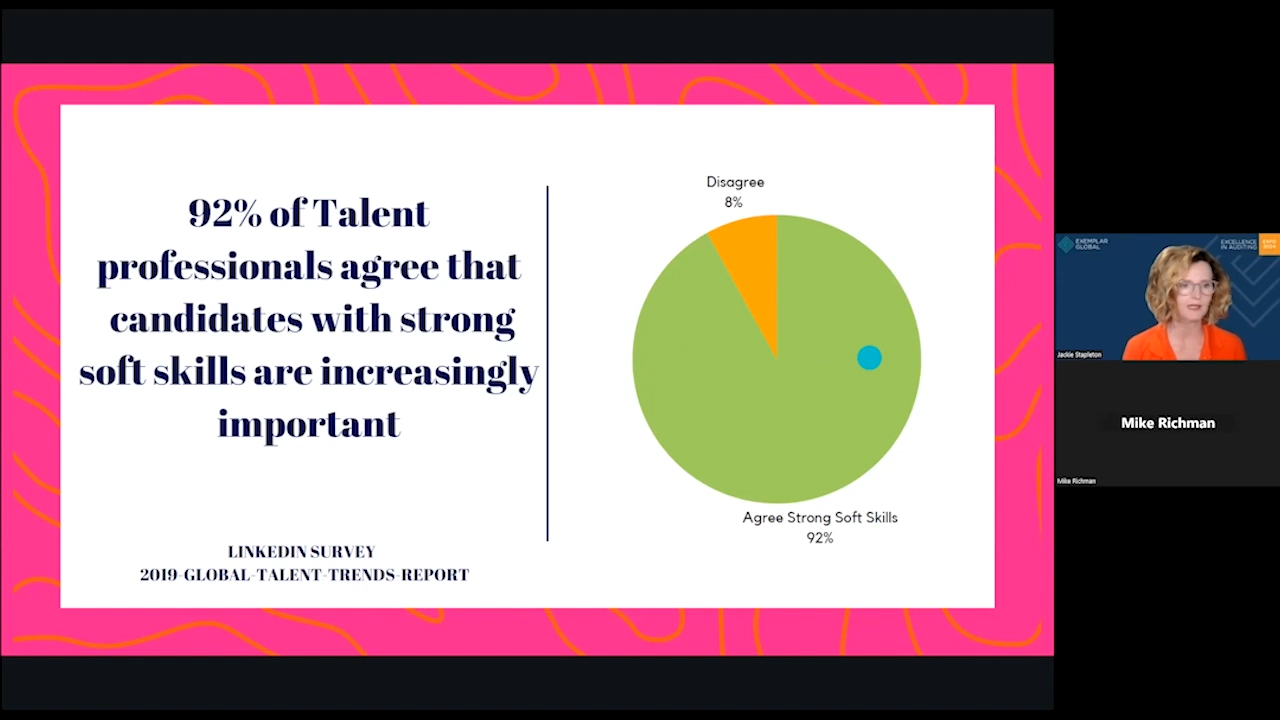 92% of Talent
professionals agree that
candidates with strong
soft skills are increasingly
important
LINKEDIN SURVEY
2019-GLOBAL-TALENT-TRENDS-REPORT
Disagree
8%
Agree Strong Soft Skills
92%
EXEMPLAR
GLOBAL
EXCELLENCE
IN AUDITING
EXPO
2024
Jackie Stapleton
Mike Richman
Mike Richman